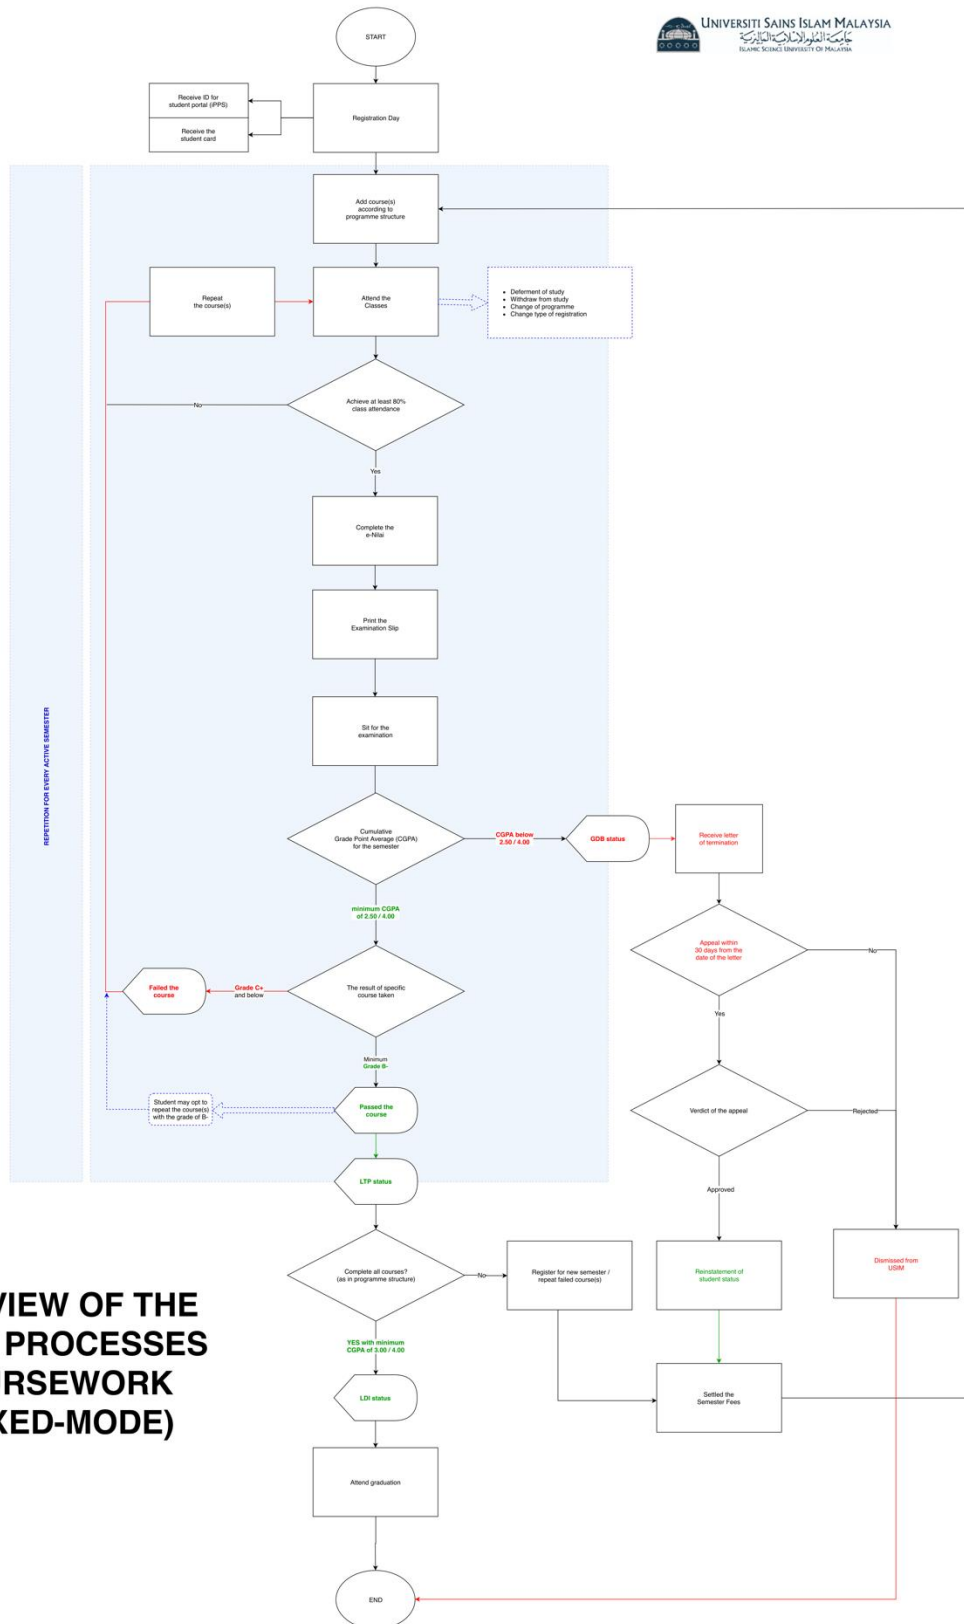 START
UNIVERSITI SAINS ISLAM MALAYSIA
جامعة العلوم الإسلامية الماليزية
ISLAMIC SCIENCE UNIVERSITY OF MALAYSIA
Receive ID for
student portal (iPPS)
Receive the
student card
Registration Day
Add course(s)
according to
programme structure
Repeat
the course(s)
Attend the
Classes
• Deferment of study
• Withdraw from study
• Change of programme
• Change type of registration
Achieve at least 80%
class attendance
No
Yes
Complete the
e-Nilai
Print the
Examination Slip
Sit for the
examination
REPETITION FOR EVERY ACTIVE SEMESTER
Cumulative
Grade Point Average (CGPA)
for the semester
CGPA below
2.50 / 4.00
GDB status
Receive letter
of termination
minimum CGPA
of 2.50 / 4.00
Appeal within
30 days from the
date of the letter
No
Yes
Failed the
course
Grade C+
and below
The result of specific
course taken
Minimum
Grade B-
Student may opt to
repeat the course(s)
with the grade of B-
Passed the
course
Verdict of the appeal
Rejected
Approved
LTP status
Complete all courses?
(as in programme structure)
No
Register for new semester /
repeat failed course(s)
Reinstatement of
student status
Dismissed from
USIM
YES with minimum
CGPA of 3.00 / 4.00
LDI status
Settled the
Semester Fees
VIEW OF THE
PROCESSES
URSEWORK
XED-MODE)
Attend graduation
END